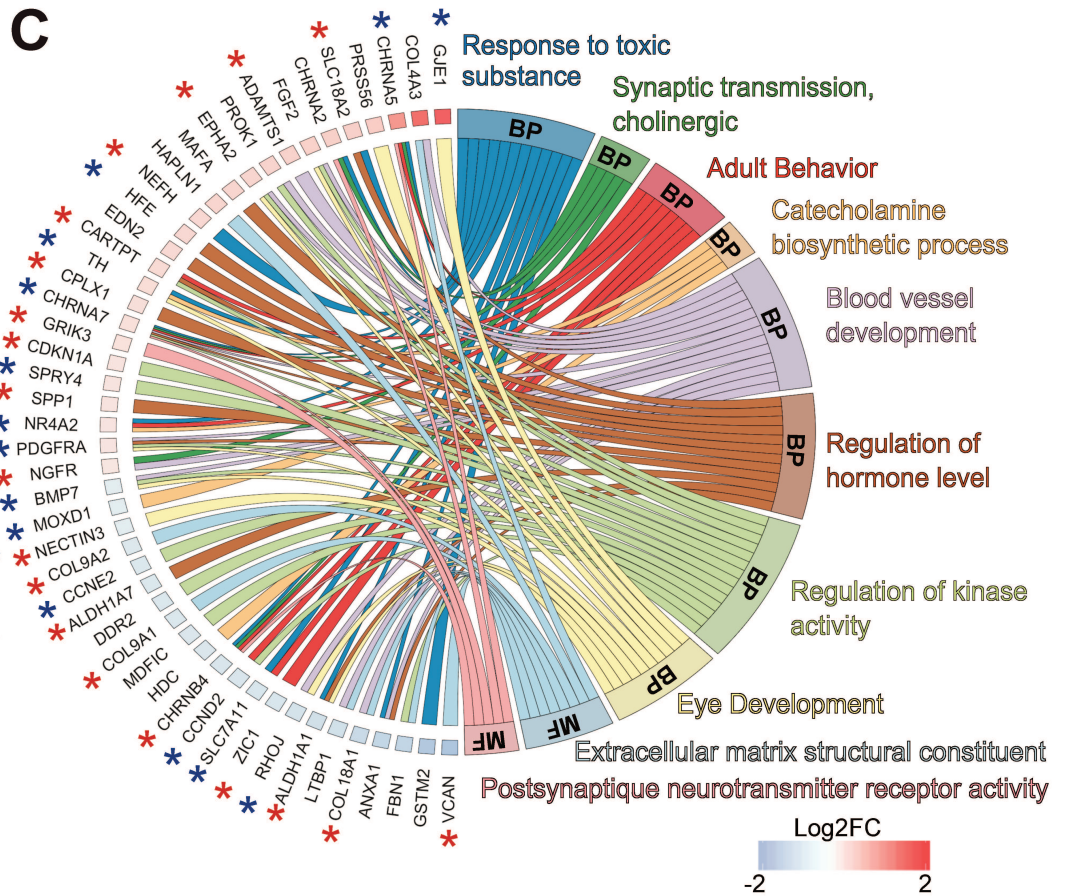 C
GJE1
COL4A3
CHRNA5
PRSS56
SLC18A2
CHRNA2
FGF2
ADAMTS1
PROK1
EPHA2
MAFA
HAPLN1
NEFH
HFE
EDN2
CARTPT
TH
CPLX1
CHRNA7
GRIK3
CDKN1A
SPRY4
SPP1
NR4A2
PDGFRA
NGFR
BMP7
MOXD1
NECTIN3
COL9A2
CCNE2
ALDH1A7
DDR2
COL9A1
MDFIC
HDC
CHRNB4
CCND2
SLC7A11
ZIC1
RHOJ
ALDH1A1
LTBP1
COL18A1
ANXA1
FBN1
GSTM2
VCAN
BP
BP
BP
BP
BP
BP
BP
BP
MF
MF
Response to toxic
substance
Synaptic transmission,
cholinergic
Adult Behavior
Catecholamine
biosynthetic process
Blood vessel
development
Regulation of
hormone level
Regulation of kinase
activity
Eye Development
Extracellular matrix structural constituent
Postsynaptique neurotransmitter receptor activity
Log2FC
-2 2